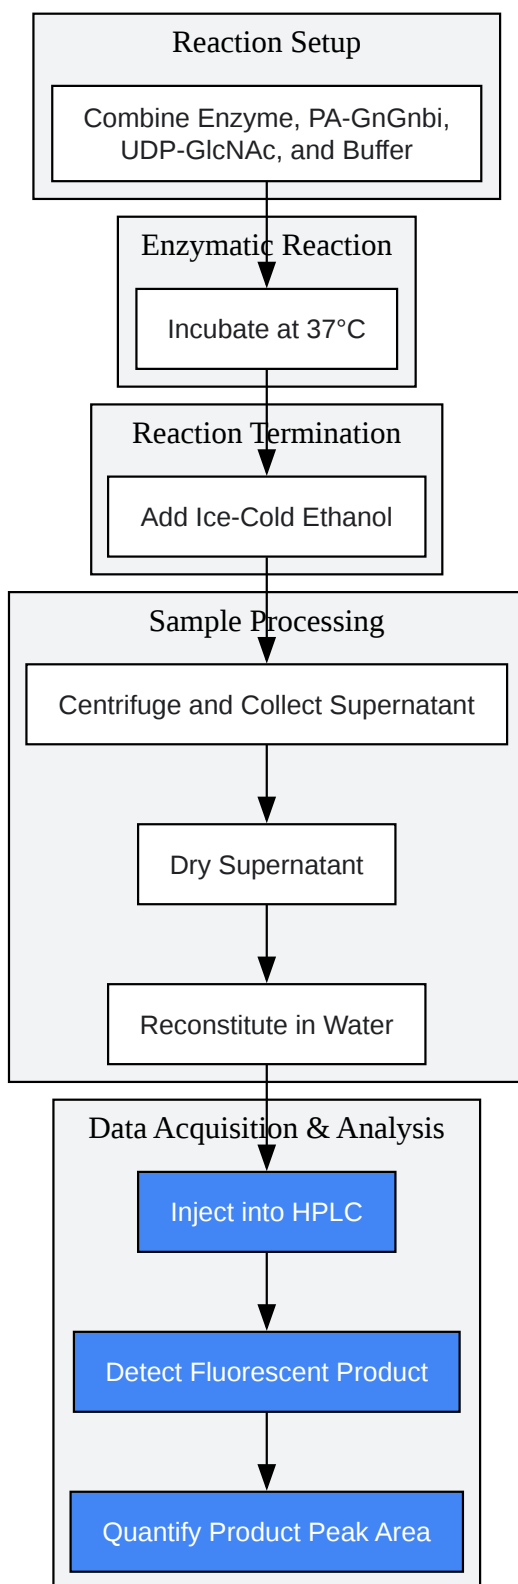 Reaction Setup
Combine Enzyme, PA-GnGnbi,
UDP-GlcNAc, and Buffer
Enzymatic Reaction
Incubate at 37°C
Reaction Termination
Add Ice-Cold Ethanol
Sample Processing
Centrifuge and Collect Supernatant
Dry Supernatant
Reconstitute in Water
Data Acquisition & Analysis
Inject into HPLC
Detect Fluorescent Product
Quantify Product Peak Area